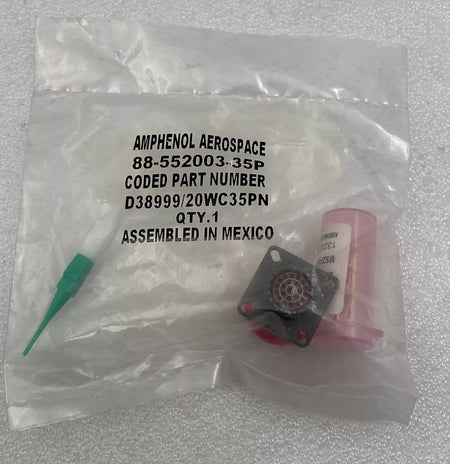 AMPHENOL AEROSPACE
88-552003-35P
CODED PART NUMBER
D38999/20WC35PN
QTY.1
ASSEMBLED IN MEXICO